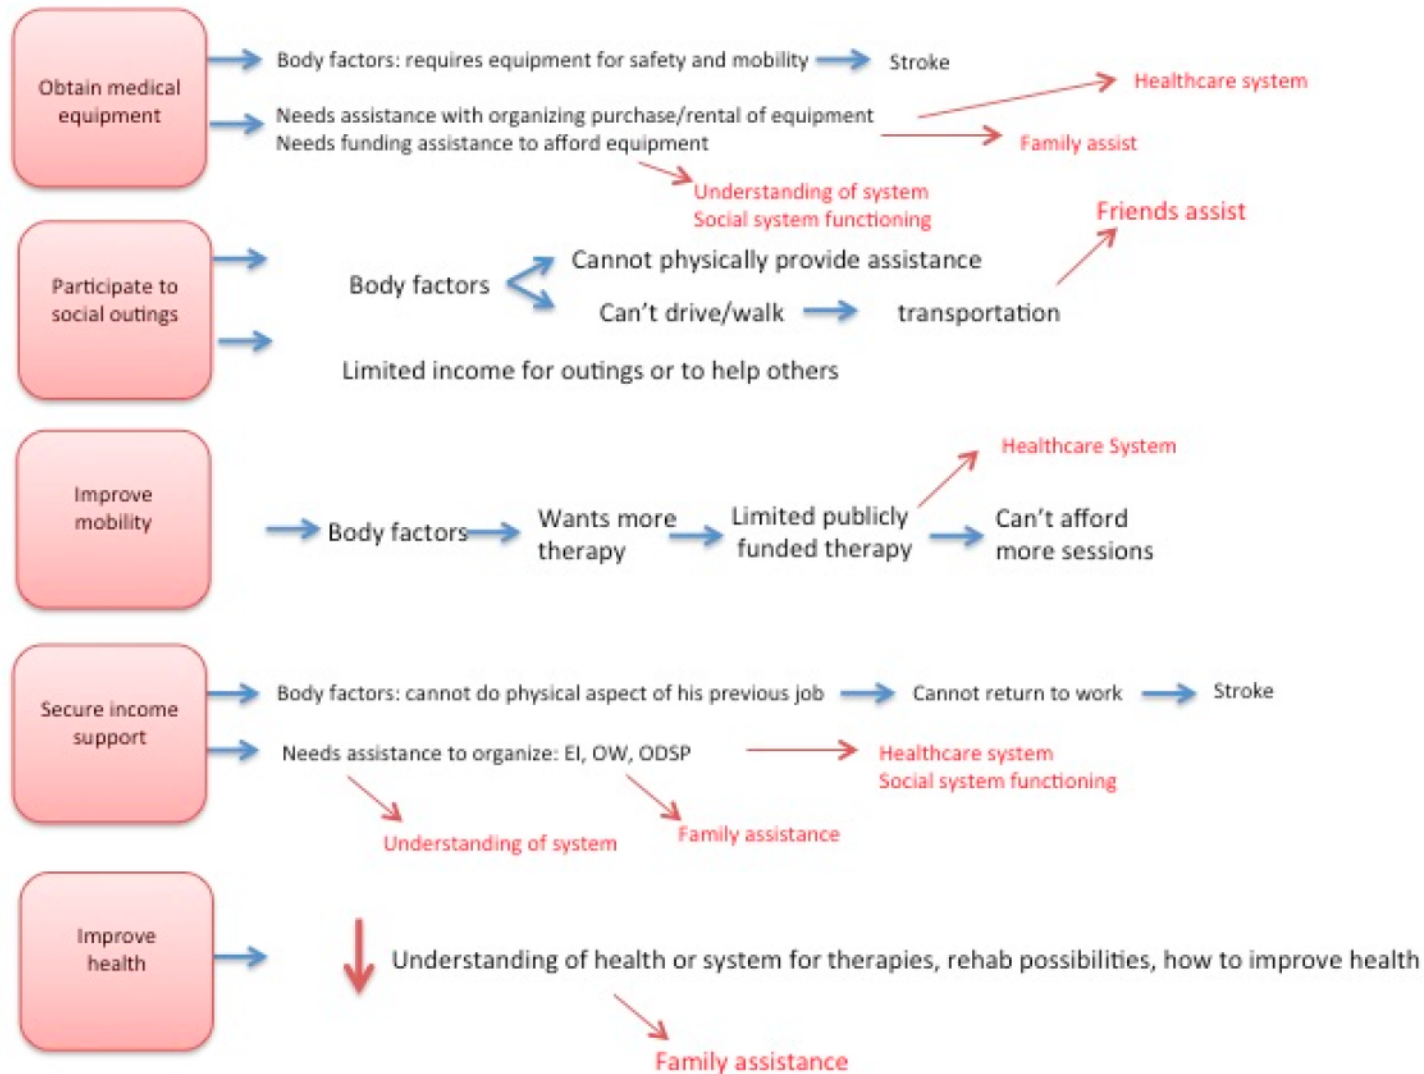 Obtain medical
equipment
Body factors: requires equipment for safety and mobility
Stroke
Healthcare system
Needs assistance with organizing purchase/rental of equipment
Needs funding assistance to afford equipment
Family assist
Understanding of system
Social system functioning
Friends assist
Participate to
social outings
Body factors
Cannot physically provide assistance
Can't drive/walk
transportation
Limited income for outings or to help others
Improve
mobility
Healthcare System
Body factors
Wants more
therapy
Limited publicly
funded therapy
Can't afford
more sessions
Secure income
support
Body factors: cannot do physical aspect of his previous job
Cannot return to work
Stroke
Needs assistance to organize: EI, OW, ODSP
Healthcare system
Social system functioning
Understanding of system
Family assistance
Improve
health
Understanding of health or system for therapies, rehab possibilities, how to improve health
Family assistance